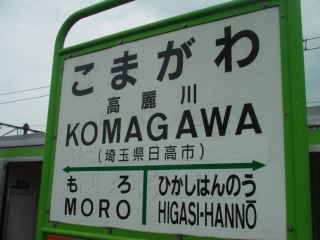 こまがわ
高麗川
KOMAGAWA
(埼玉県日高市)
もろ ひがしはんのう
MORO HIGASI-HANNŌ